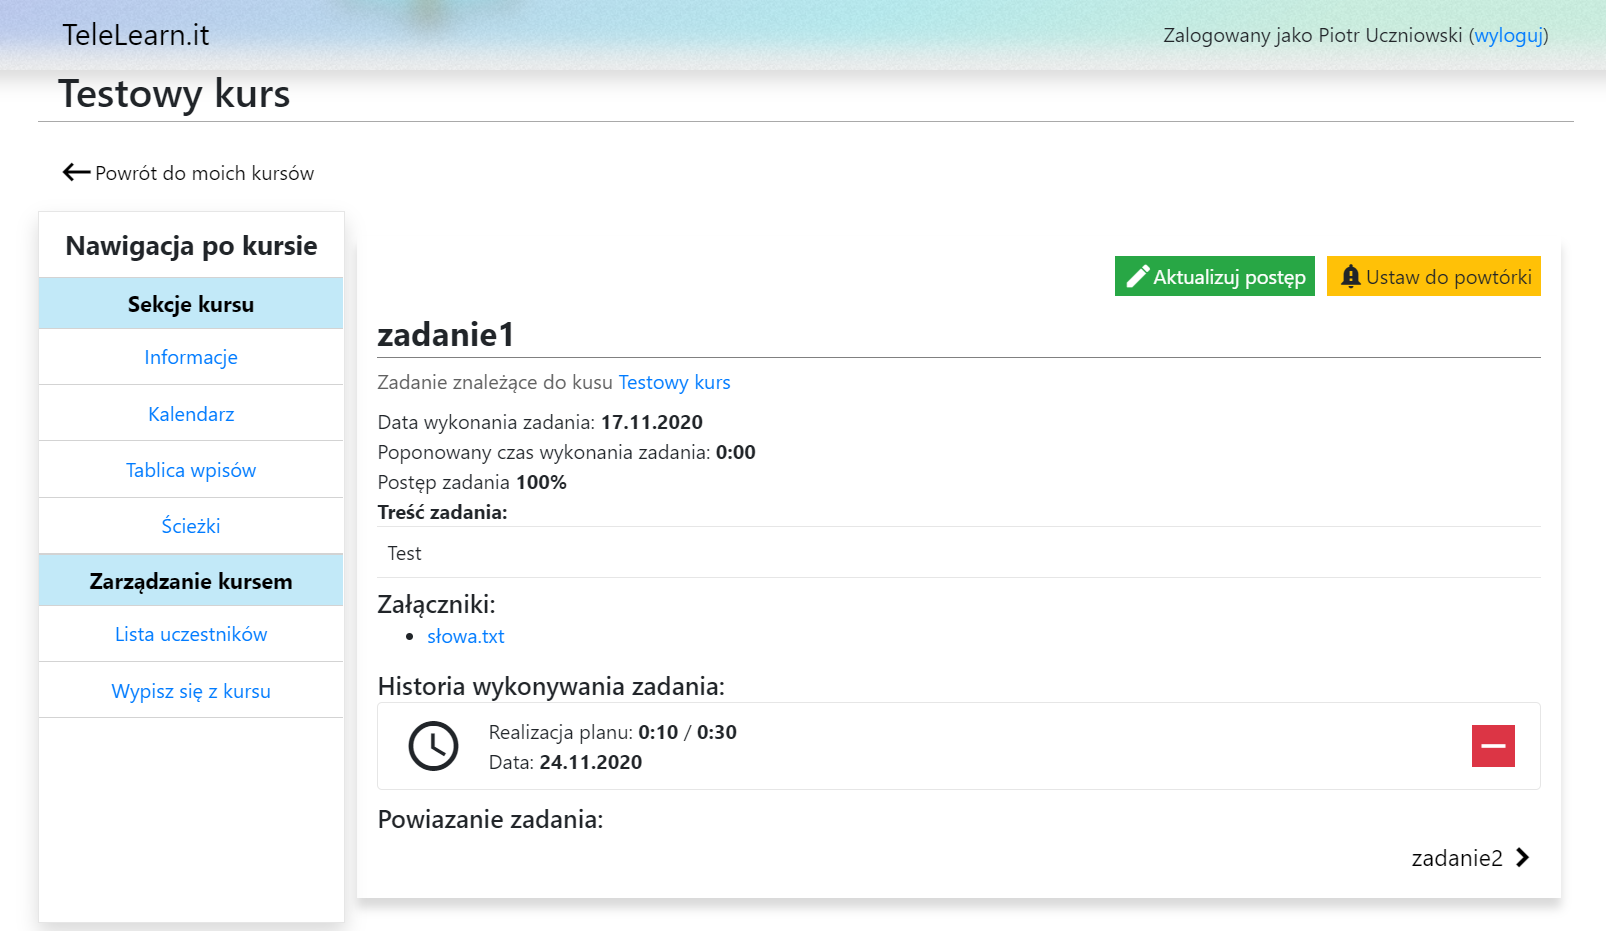 TeleLearn.it
Zalogowany jako Piotr Uczniowski (wyloguj)
Testowy kurs
Powrót do moich kursów
Nawigacja po kursie
Sekcje kursu
Informacje
Kalendarz
Tablica wpisów
Ścieżki
Zarządzanie kursem
Lista uczestników
Wypisz się z kursu
Aktualizuj postęp
Ustaw do powtórki
zadanie1
Zadanie znależące do kusu Testowy kurs
Data wykonania zadania: 17.11.2020
Poponowany czas wykonania zadania: 0:00
Postęp zadania 100%
Treść zadania:
Test
Załączniki:
słowa.txt
Historia wykonywania zadania:
Realizacja planu: 0:10 / 0:30
Data: 24.11.2020
Powiazanie zadania:
zadanie2